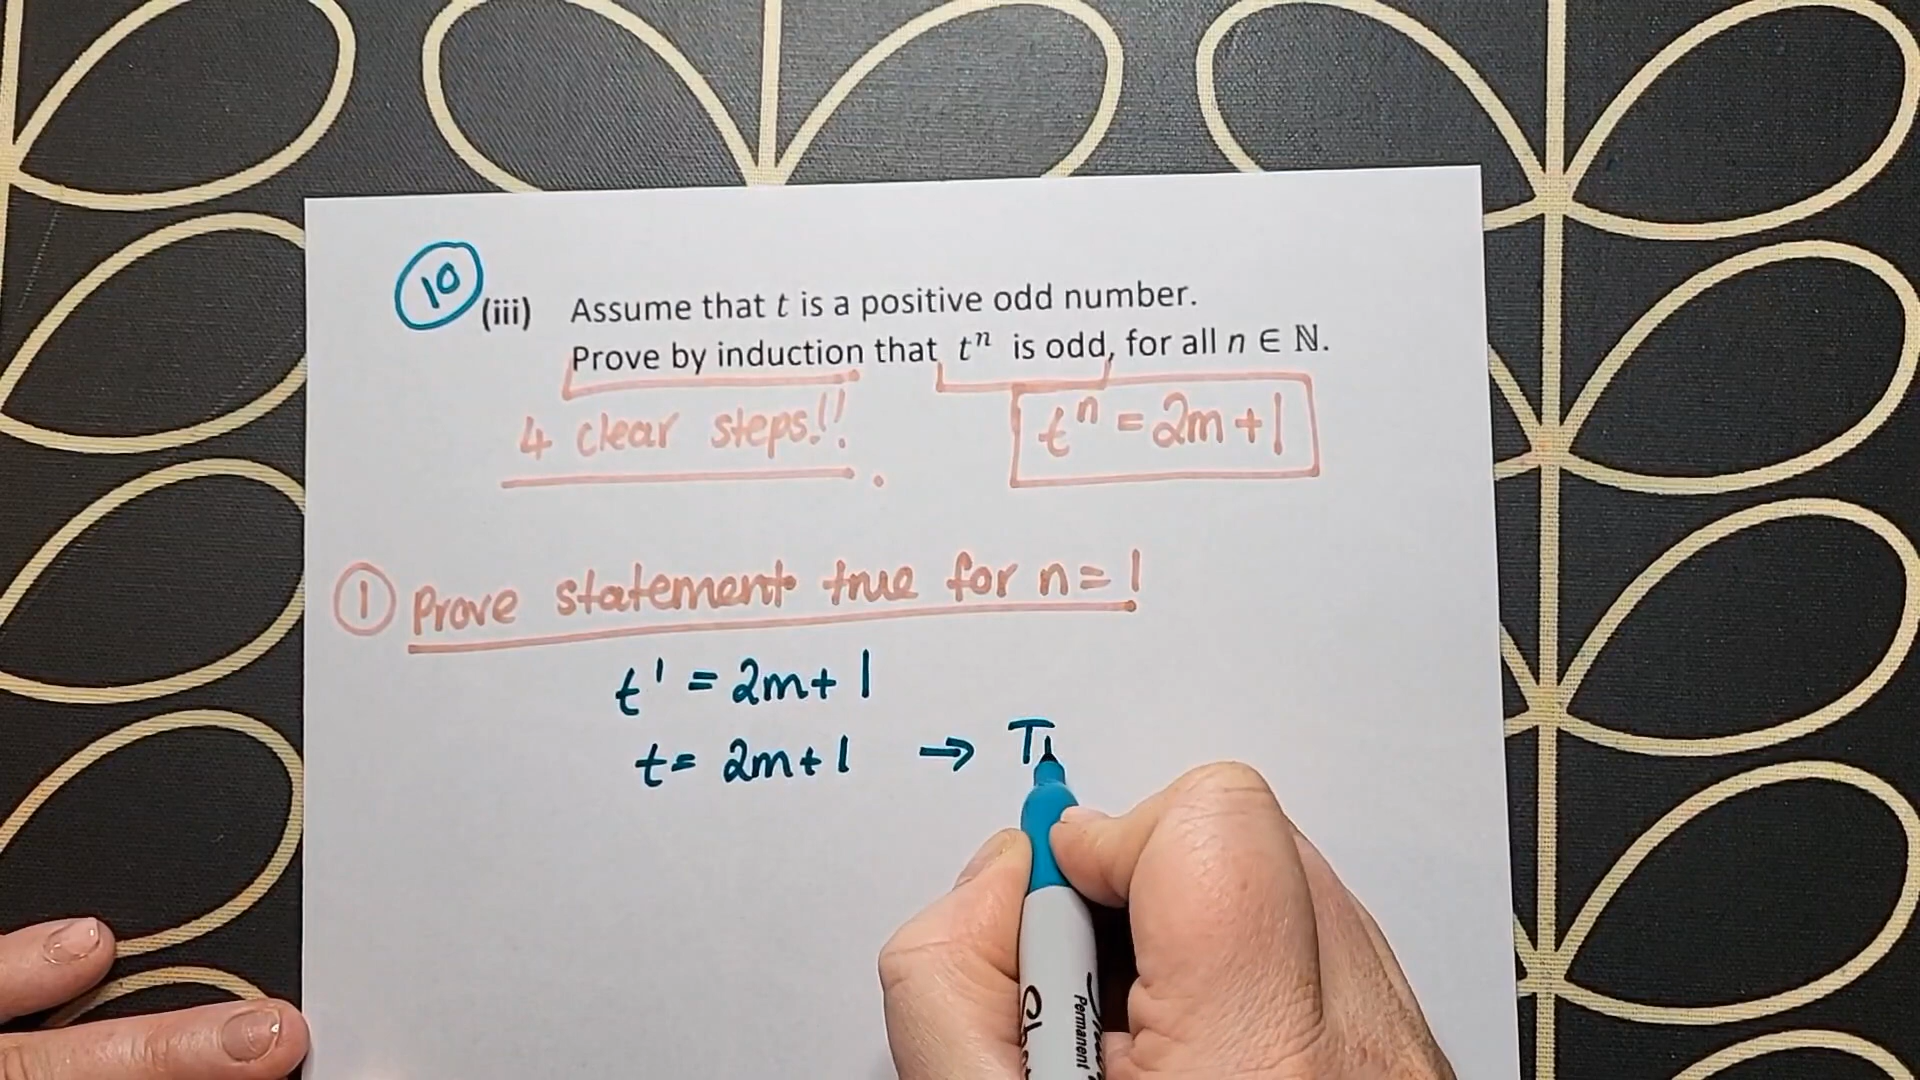 10
(iii) Assume that t is a positive odd number.
Prove by induction that tⁿ is odd, for all n ∈ ℕ.
4 clear steps!!
tⁿ = 2m+1
① Prove statement true for n=1
t¹ = 2m+1
t = 2m+1 →
Permanent